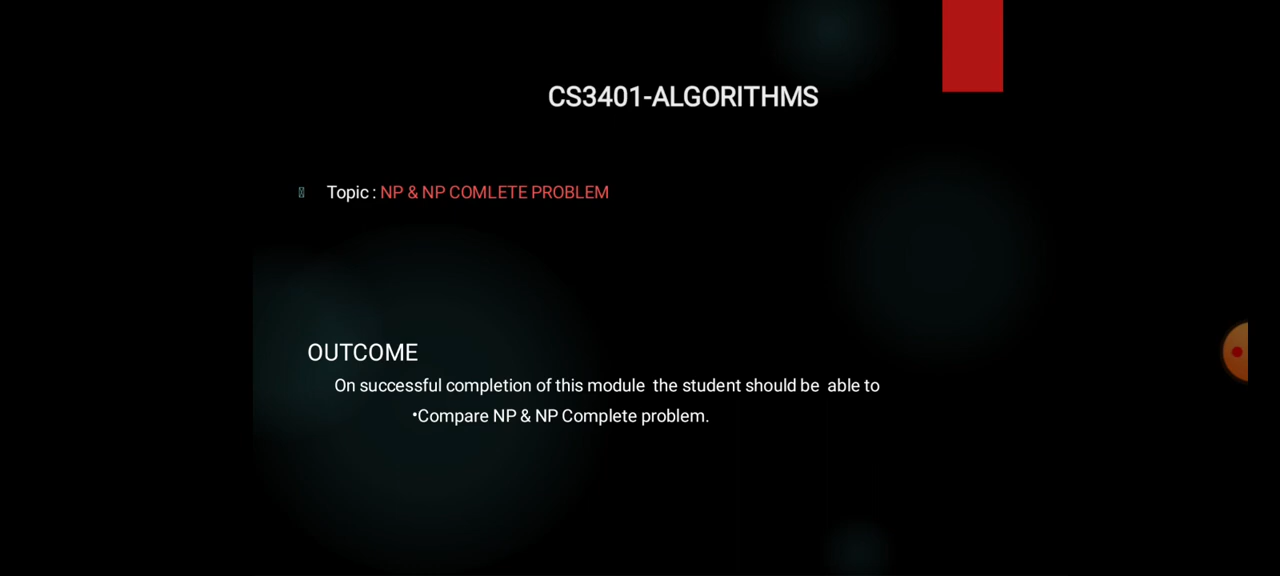 CS3401-ALGORITHMS
Topic : NP & NP COMLETE PROBLEM
OUTCOME
On successful completion of this module the student should be able to
•Compare NP & NP Complete problem.